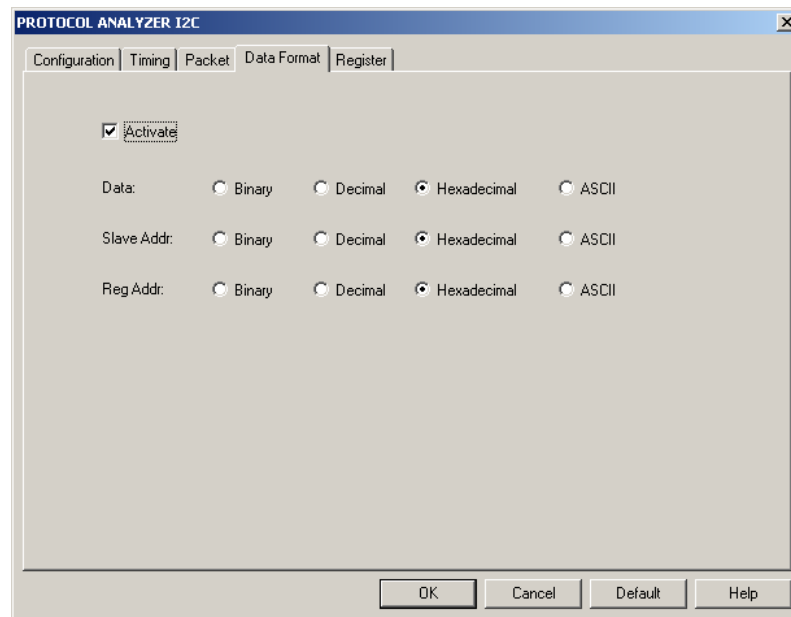 PROTOCOL ANALYZER I2C
Configuration Timing Packet Data Format Register
Activate
Data: Binary Decimal Hexadecimal ASCII
Slave Addr: Binary Decimal Hexadecimal ASCII
Reg Addr: Binary Decimal Hexadecimal ASCII
OK Cancel Default Help